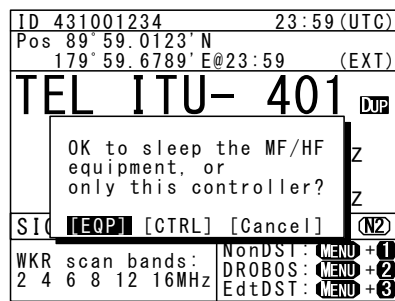 ID 431001234 23:59(UTC)
Pos 89°59.0123'N
179°59.6789'E@23:59 (EXT)
TEL ITU- 401 DUP
OK to sleep the MF/HF
equipment, or
only this controller?
[EQP] [CTRL] [Cancel]
N2
WKR scan bands:
2 4 6 8 12 16MHz
NonDST: MENU+1
DROBOS: MENU+2
EdtDST: MENU+3